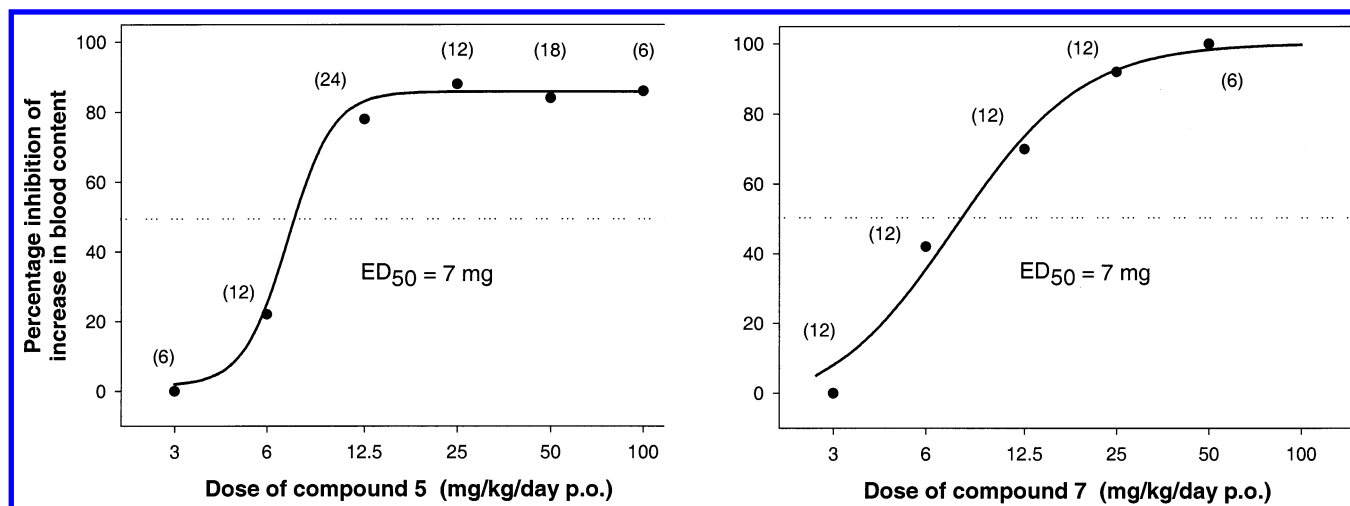 Percentage inhibition of
increase in blood content
100
80
60
40
20
0
(6)
(12)
(24)
(12)
(18)
(6)
ED50 = 7 mg
3 6 12.5 25 50 100
Dose of compound 5 (mg/kg/day p.o.)
100
80
60
40
20
0
(12)
(12)
(12)
(12)
(6)
ED50 = 7 mg
3 6 12.5 25 50 100
Dose of compound 7 (mg/kg/day p.o.)